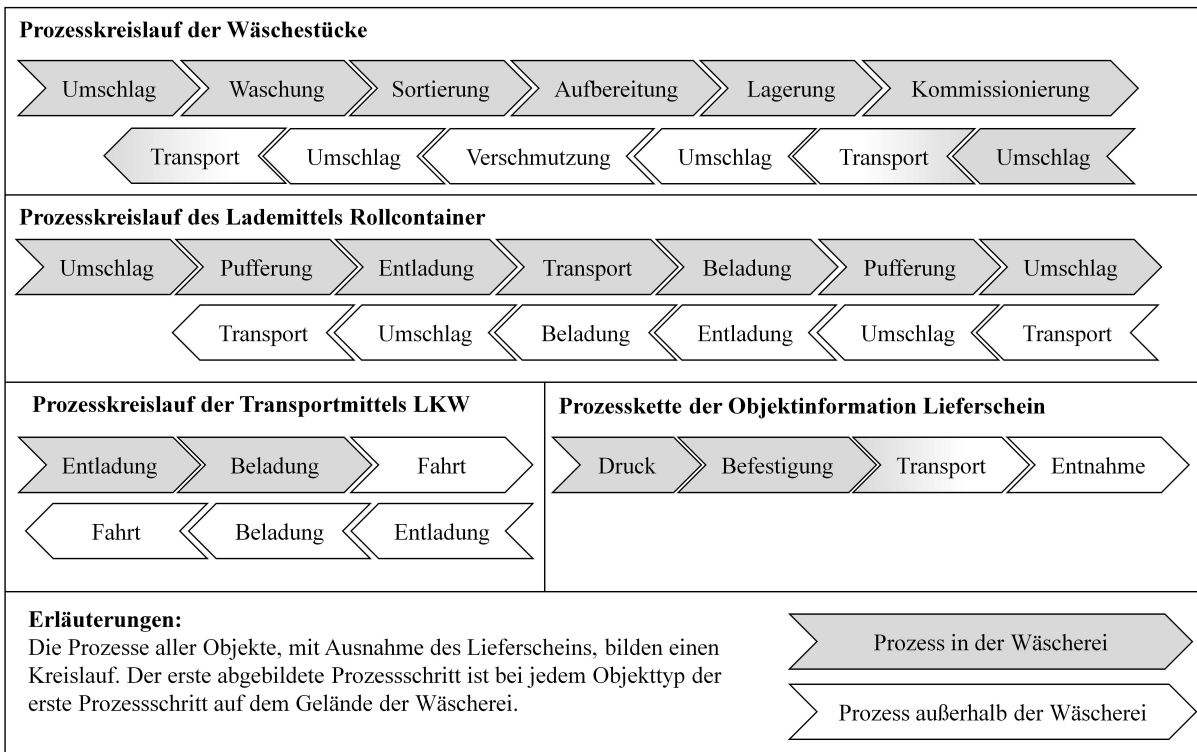 Prozesskreislauf der Wäschestücke
Umschlag Waschung Sortierung Aufbereitung Lagerung Kommissionierung
Transport Umschlag Verschmutzung Umschlag Transport Umschlag
Prozesskreislauf des Lademittels Rollcontainer
Umschlag Pufferung Entladung Transport Beladung Pufferung Umschlag
Transport Umschlag Beladung Entladung Umschlag Transport
Prozesskreislauf der Transportmittels LKW
Entladung Beladung Fahrt
Fahrt Beladung Entladung
Prozesskette der Objektinformation Lieferschein
Druck Befestigung Transport Entnahme
Erläuterungen:
Die Prozesse aller Objekte, mit Ausnahme des Lieferscheins, bilden einen
Kreislauf. Der erste abgebildete Prozessschritt ist bei jedem Objekttyp der
erste Prozessschritt auf dem Gelände der Wäscherei.
Prozess in der Wäscherei
Prozess außerhalb der Wäscherei